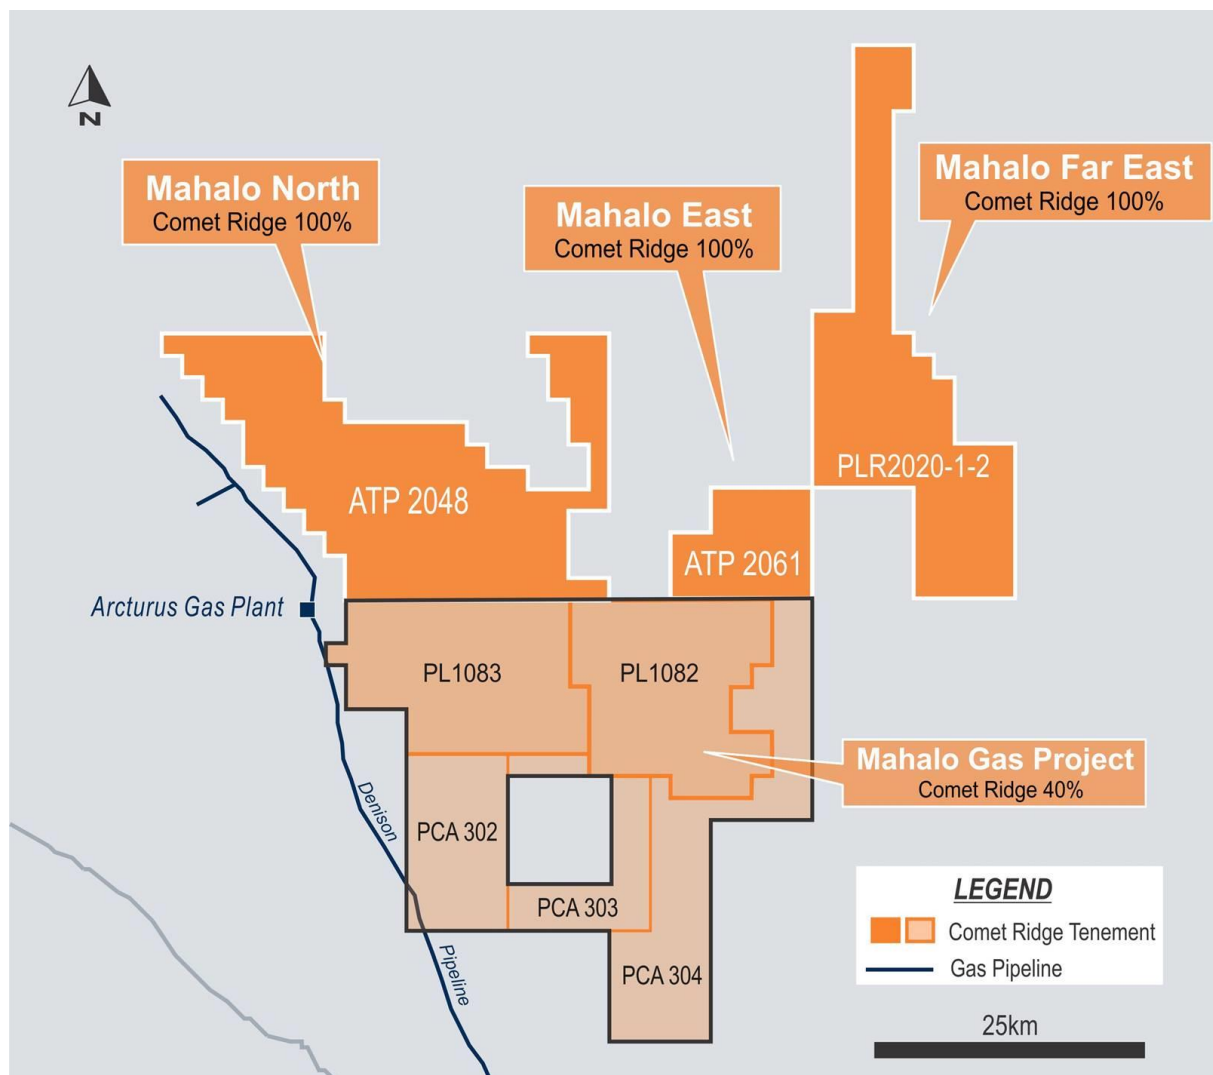 N
Mahalo North
Comet Ridge 100%
Mahalo East
Comet Ridge 100%
Mahalo Far East
Comet Ridge 100%
ATP 2048
PLR2020-1-2
ATP 2061
Arcturus Gas Plant
PL1083
PL1082
Mahalo Gas Project
Comet Ridge 40%
Denison
Pipeline
PCA 302
PCA 303
PCA 304
LEGEND
Comet Ridge Tenement
Gas Pipeline
25km